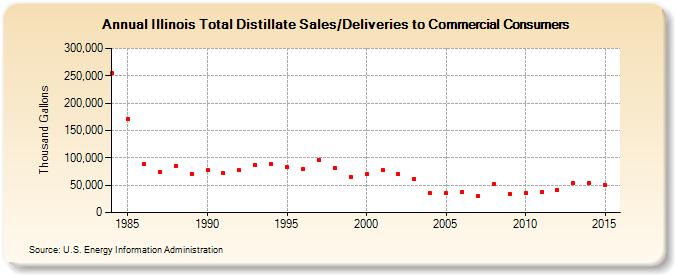 Annual Illinois Total Distillate Sales/Deliveries to Commercial Consumers
Thousand Gallons
300,000
250,000
200,000
150,000
100,000
50,000
0
1985 1990 1995 2000 2005 2010 2015
Source: U.S. Energy Information Administration